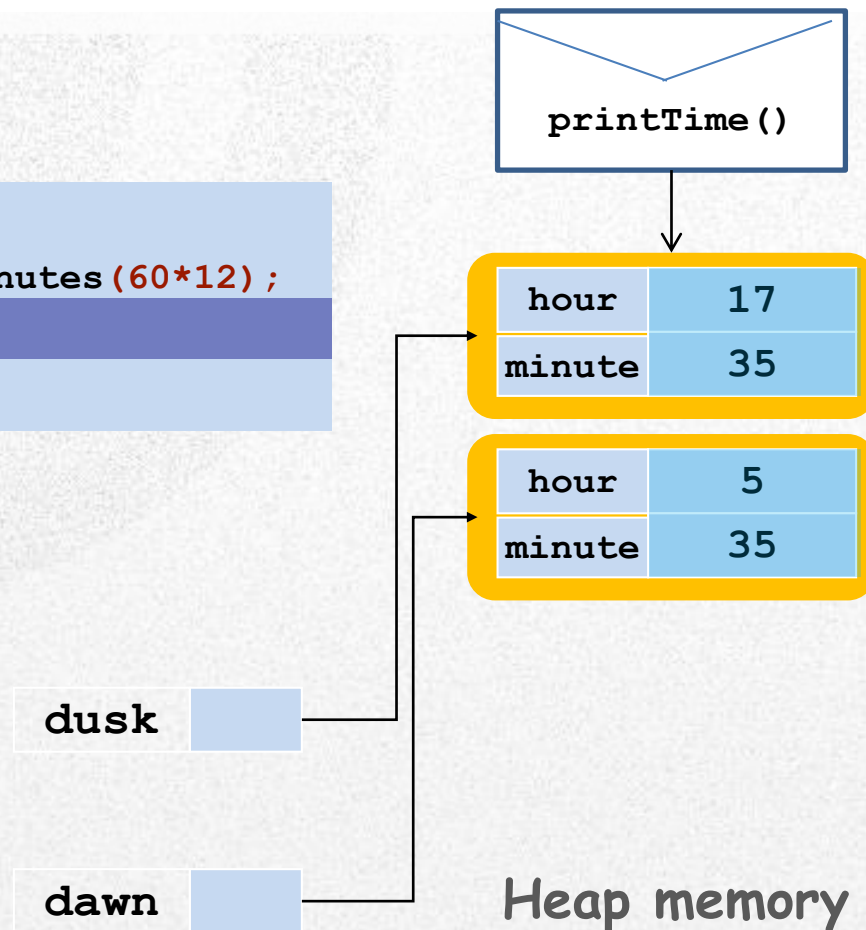 printTime()
nutes(60*12);
hour 17
minute 35
hour 5
minute 35
dusk
dawn
Heap memory